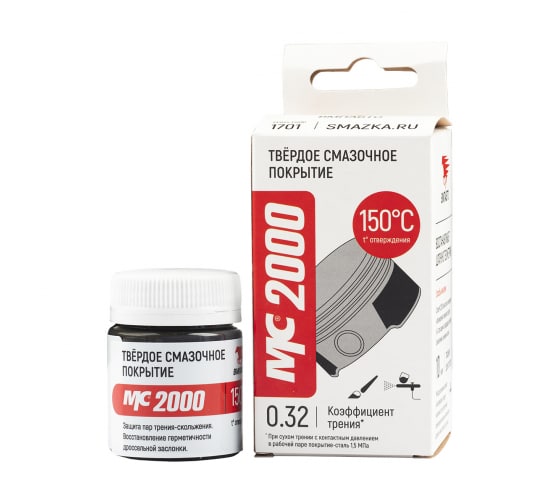 1701
SMAZKA.RU
ТВЁРДОЕ СМАЗОЧНОЕ
ПОКРЫТИЕ
МС 2000
150°C
t° отверждения
0.32
Коэффициент
трения*
*При сухом трении с контактным давлением
в рабочей паре покрытие-сталь 1,5 МПа
ТВЁРДОЕ СМАЗОЧНОЕ
ПОКРЫТИЕ
МС 2000
Защита пар трения-скольжения.
Восстановление герметичности
дроссельной заслонки.